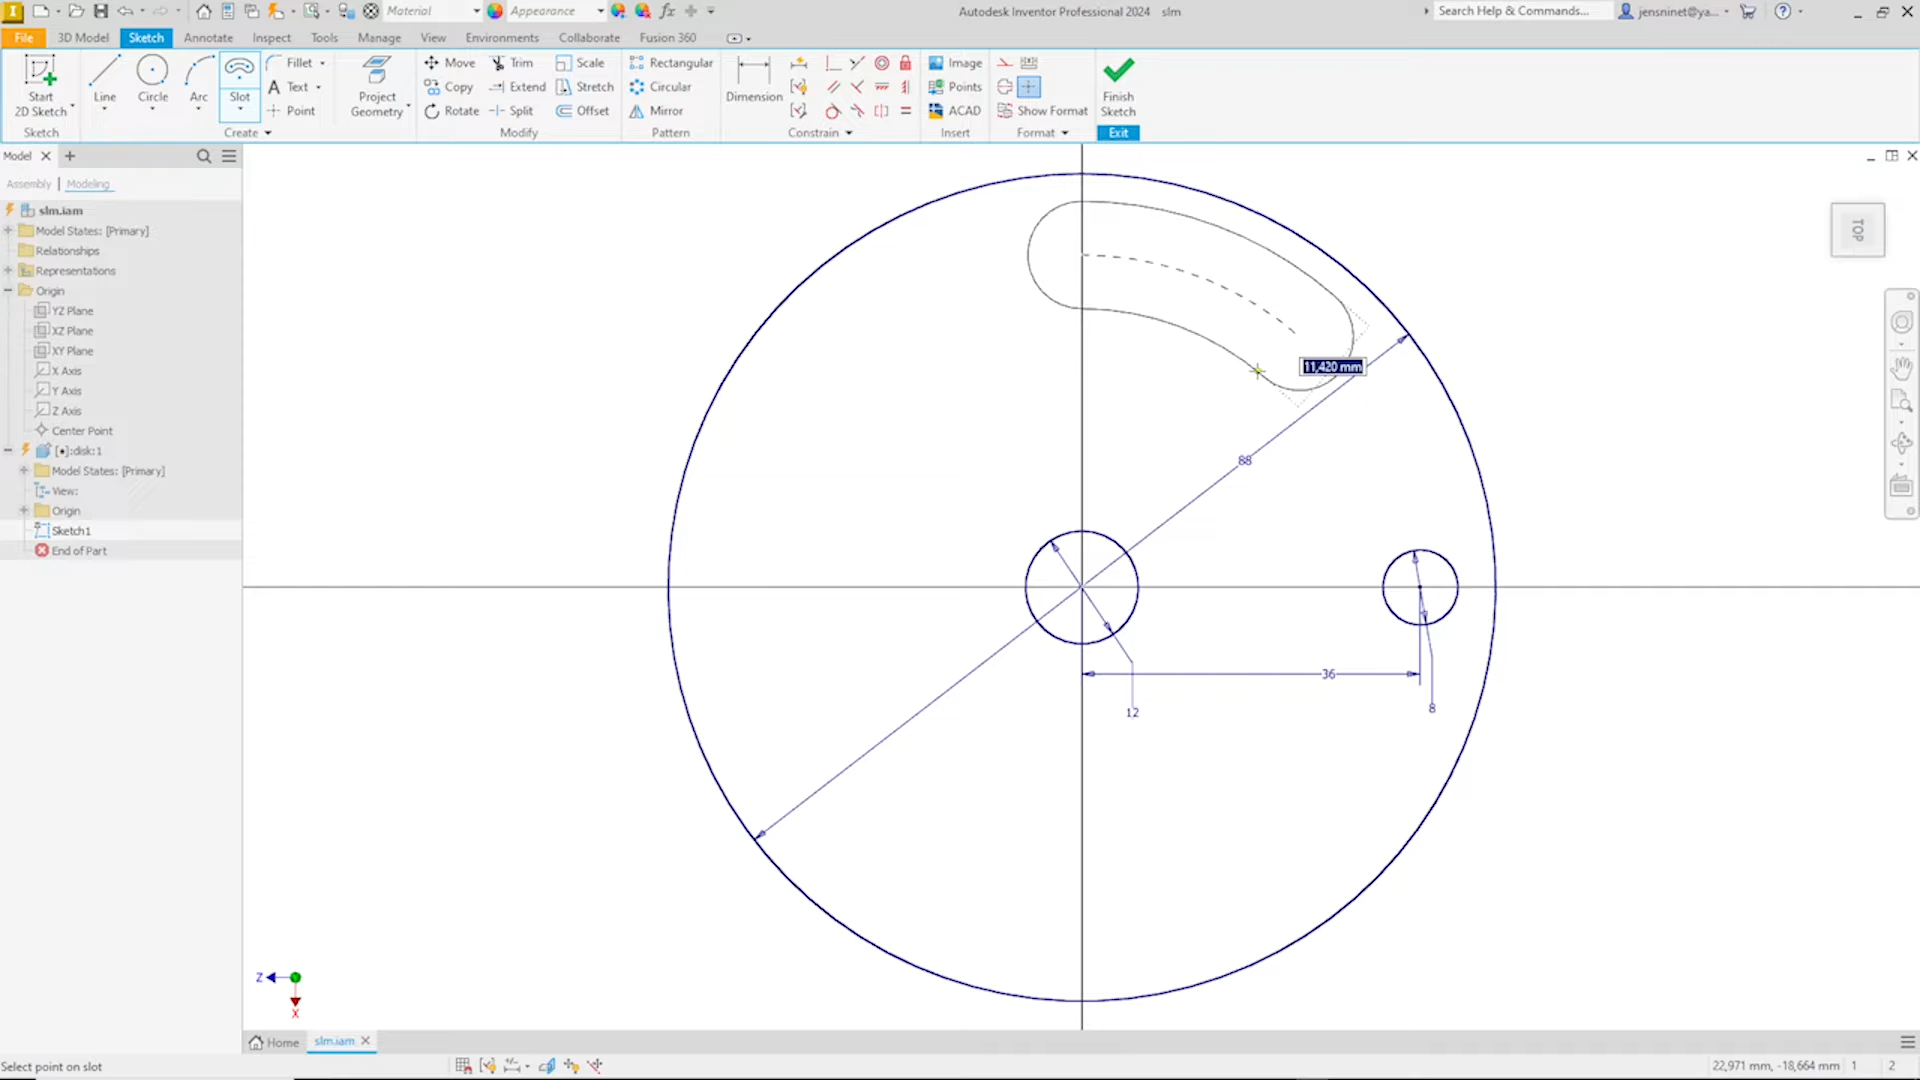 Material Appearance fx Autodesk Inventor Professional 2024 slm Search Help & Commands... jensninet@ya...
File 3D Model Sketch Annotate Inspect Tools Manage View Environments Collaborate Fusion 360
Start 2D Sketch Line Circle Arc Slot Fillet Text Point Project Geometry
Move Trim Scale
Copy Extend Stretch
Rotate Split Offset
Rectangular
Circular
Mirror
Dimension
Image
Points
ACAD
Show Format
Finish Sketch
Sketch Create Modify Pattern Constrain Insert Format Exit
Model
Assembly | Modeling
slm.iam
Model States: [Primary]
Relationships
Representations
Origin
YZ Plane
XZ Plane
XY Plane
X Axis
Y Axis
Z Axis
Center Point
[•]:disk:1
Model States: [Primary]
View:
Origin
Sketch1
End of Part
TOP
11,420 mm
88
36
12
8
Z
X
Home slm.iam
Select point on slot
22,971 mm, -18,664 mm 1 2